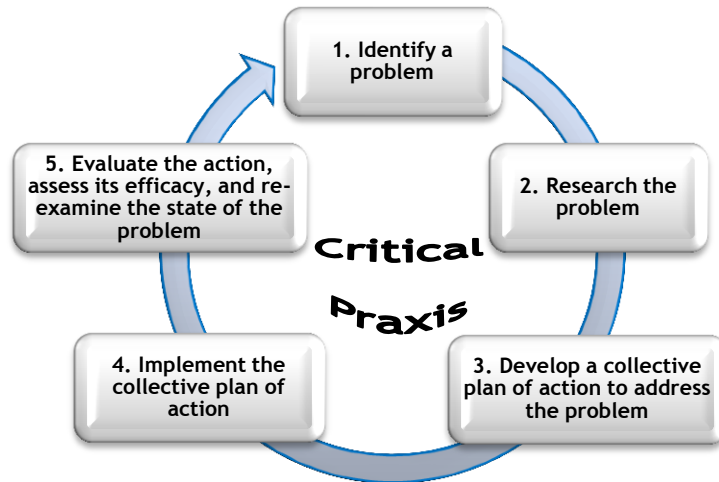 1. Identify a
problem
2. Research the
problem
3. Develop a collective
plan of action to address
the problem
4. Implement the
collective plan of
action
5. Evaluate the action,
assess its efficacy, and re-
examine the state of the
problem
Critical
Praxis